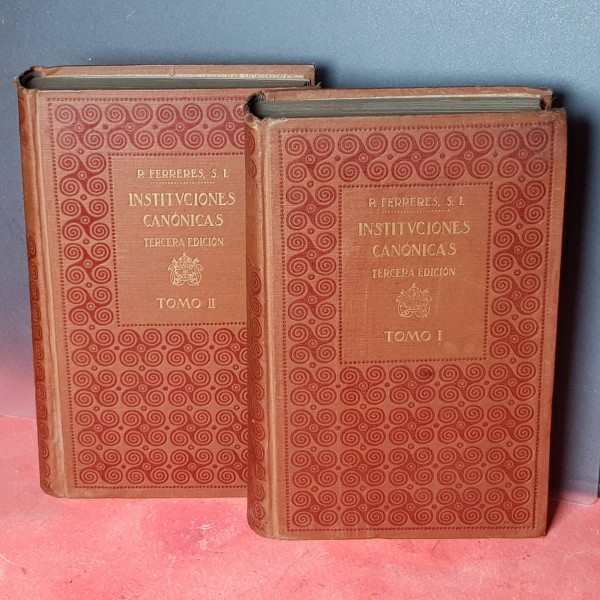 P. FERRERES, S. I.
INSTITVCIONES
CANÓNICAS
TERCERA EDICIÓN
TOMO II
P. FERRERES, S. I.
INSTITVCIONES
CANÓNICAS
TERCERA EDICIÓN
TOMO I